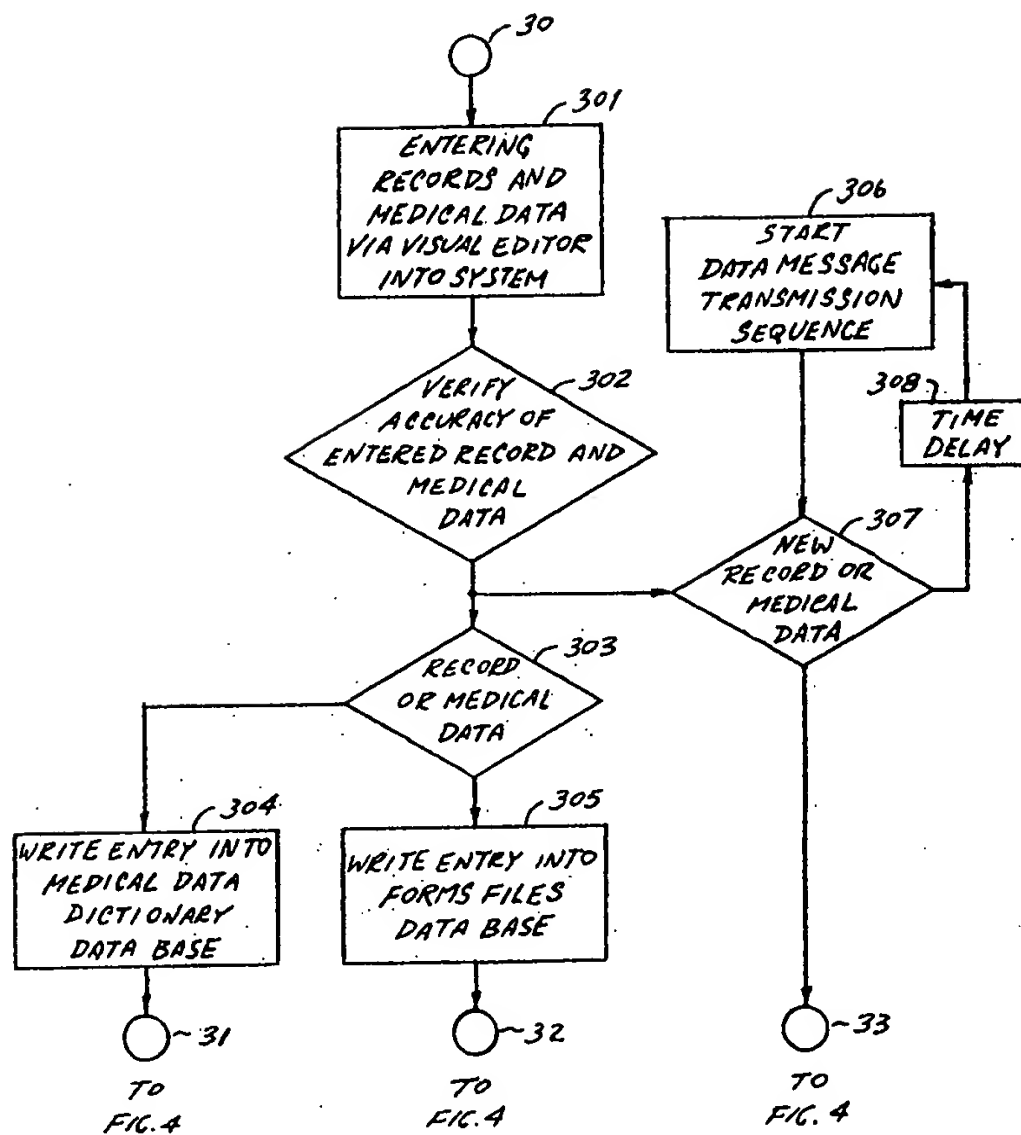 30
301
ENTERING
RECORDS AND
MEDICAL DATA
VIA VISUAL EDITOR
INTO SYSTEM
302
VERIFY
ACCURACY OF
ENTERED RECORD AND
MEDICAL
DATA
303
RECORD
OR MEDICAL
DATA
304
WRITE ENTRY INTO
MEDICAL DATA
DICTIONARY
DATA BASE
31
TO
FIG. 4
305
WRITE ENTRY INTO
FORMS FILES
DATA BASE
32
TO
FIG. 4
306
START
DATA MESSAGE
TRANSMISSION
SEQUENCE
308
TIME
DELAY
307
NEW
RECORD OR
MEDICAL
DATA
33
TO
FIG. 4